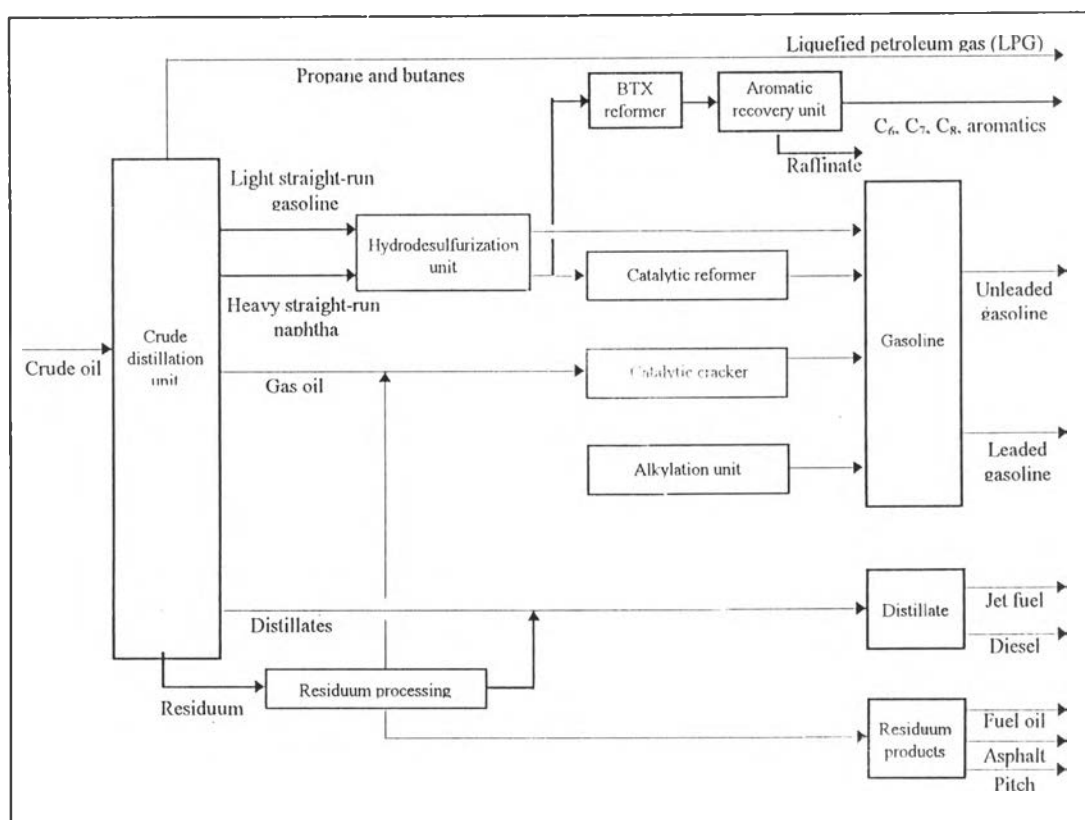 Liquefied petroleum gas (LPG)
Propane and butanes
BTX
reformer
Aromatic
recovery unit
C6, C7, C8, aromatics
Raffinate
Light straight-run
gasoline
Hydrodesulfurization
unit
Catalytic reformer
Heavy straight-run
naphtha
Unleaded
gasoline
Crude oil
Crude
distillation
unit
Gas oil
Catalytic cracker
Gasoline
Alkylation unit
Leaded
gasoline
Distillates
Distillate
Jet fuel
Diesel
Residuum
Residuum processing
Residuum
products
Fuel oil
Asphalt
Pitch